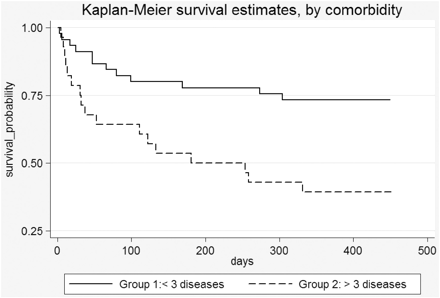 Kaplan-Meier survival estimates, by comorbidity
1.00
0.75
0.50
0.25
survival_probability
0 100 200 300 400 500
days
Group 1:< 3 diseases Group 2: > 3 diseases